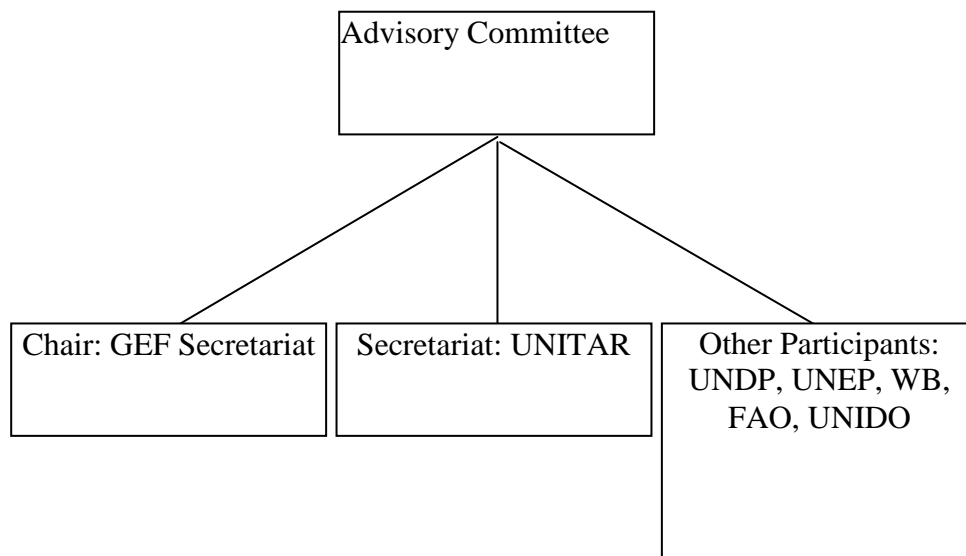 Advisory Committee
Chair: GEF Secretariat
Secretariat: UNITAR
Other Participants:
UNDP, UNEP, WB,
FAO, UNIDO